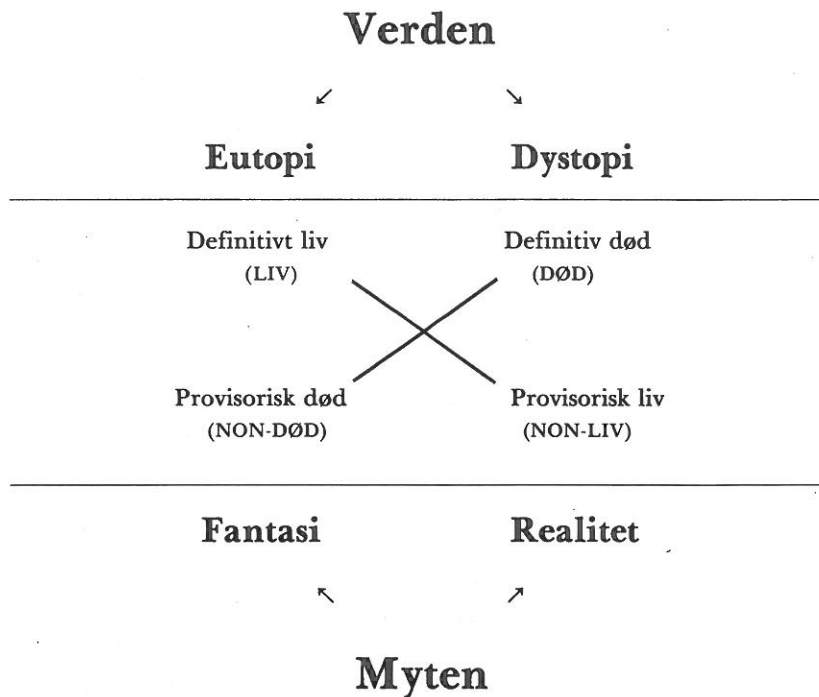 Verden
↙ ↘
Eutopi Dystopi
Definitivt liv Definitiv død
(LIV) (DØD)
Provisorisk død Provisorisk liv
(NON-DØD) (NON-LIV)
Fantasi Realitet
↖ ↗
Myten